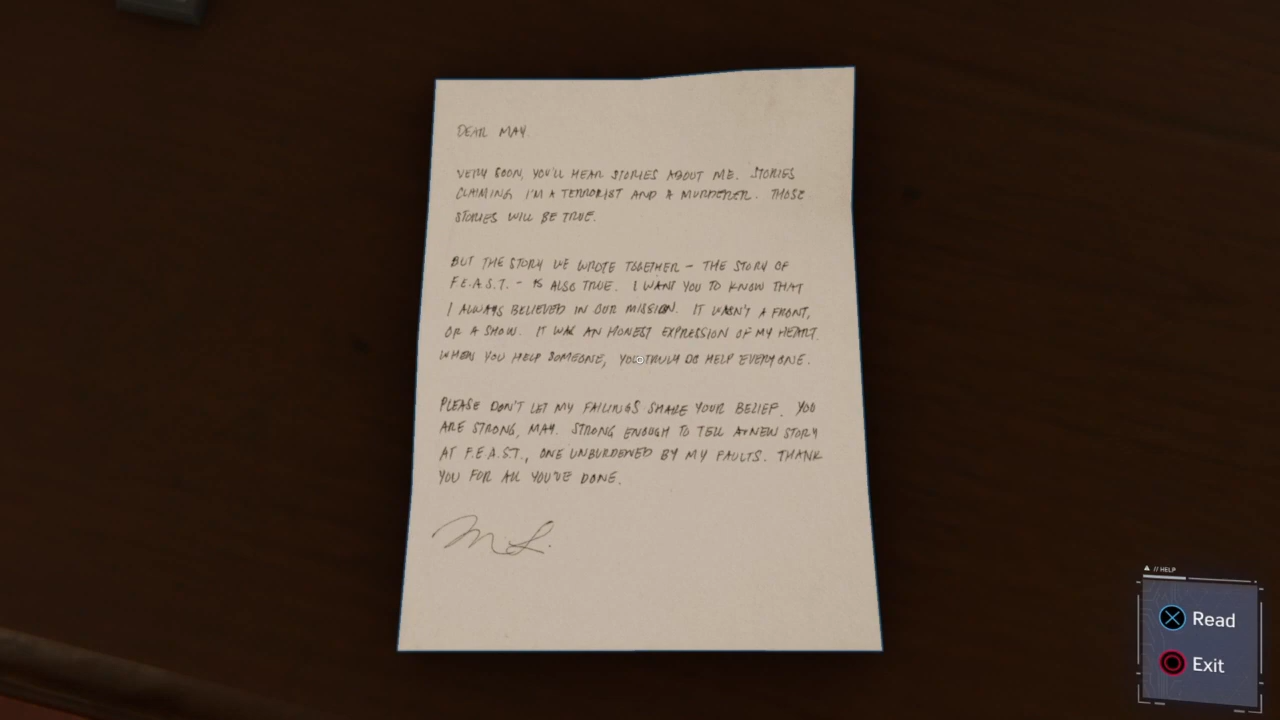 DEAR MAY.
VERY SOON, YOU'LL HEAR STORIES ABOUT ME. STORIES
CLAIMING I'M A TERRORIST AND A MURDERER. THOSE
STORIES WILL BE TRUE.
BUT THE STORY WE WROTE TOGETHER - THE STORY OF
F.E.A.S.T. - IS ALSO TRUE. I WANT YOU TO KNOW THAT
I ALWAYS BELIEVED IN OUR MISSION. IT WASN'T A FRONT,
OR A SHOW. IT WAS AN HONEST EXPRESSION OF MY HEART.
WHEN YOU HELP SOMEONE, YOU TRULY DO HELP EVERYONE.
PLEASE DON'T LET MY FAILINGS SHAKE YOUR BELIEF. YOU
ARE STRONG, MAY. STRONG ENOUGH TO TELL A NEW STORY
AT F.E.A.S.T., ONE UNBURDENED BY MY FAULTS. THANK
YOU FOR ALL YOU'VE DONE.
M L.
// HELP
Read
Exit